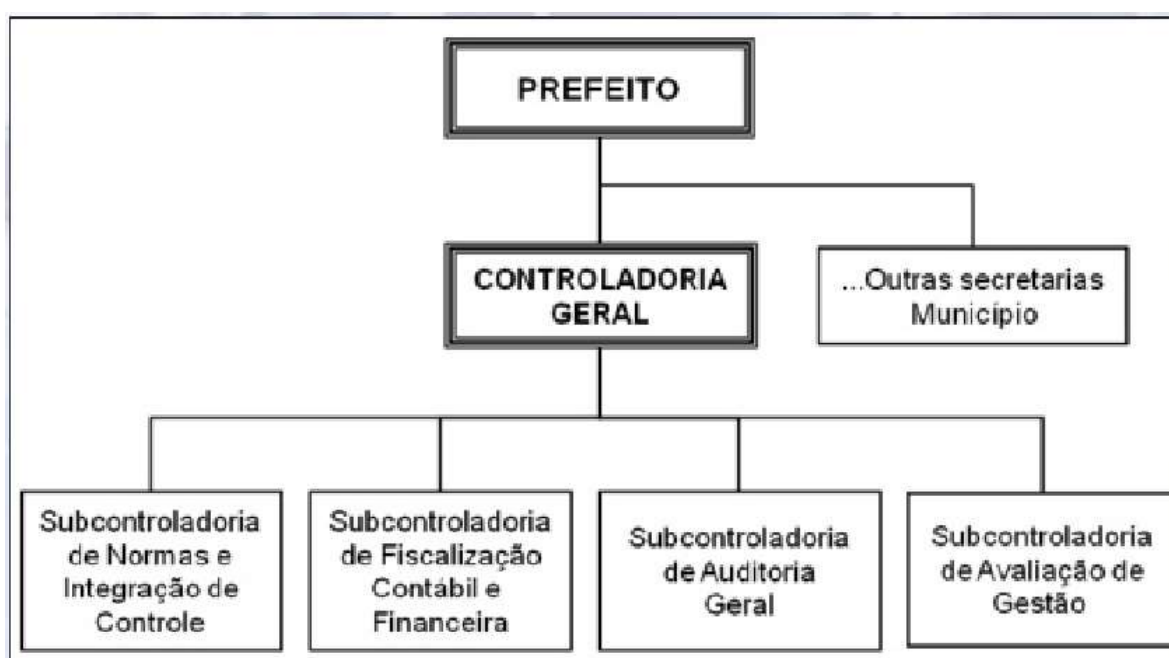 PREFEITO
CONTROLADORIA
GERAL
...Outras secretarias
Município
Subcontroladoria
de Normas e
Integração de
Controle
Subcontroladoria
de Fiscalização
Contábil e
Financeira
Subcontroladoria
de Auditoria
Geral
Subcontroladoria
de Avaliação de
Gestão